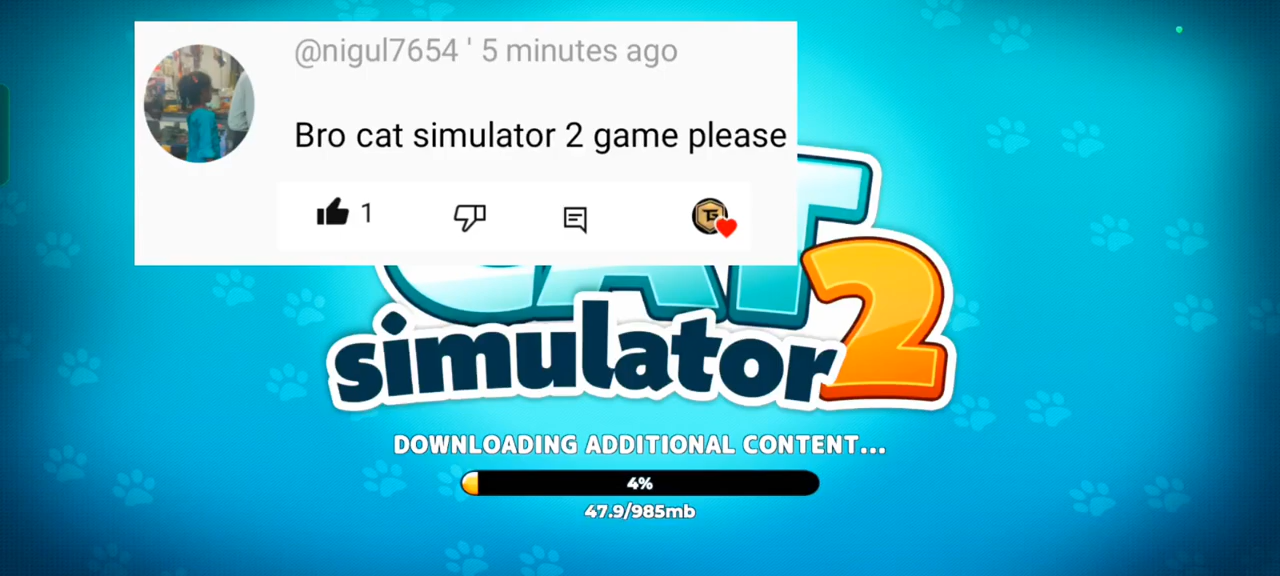 @nigul7654 ' 5 minutes ago
Bro cat simulator 2 game please
1
CAT
simulator 2
DOWNLOADING ADDITIONAL CONTENT...
4%
47.9/985mb